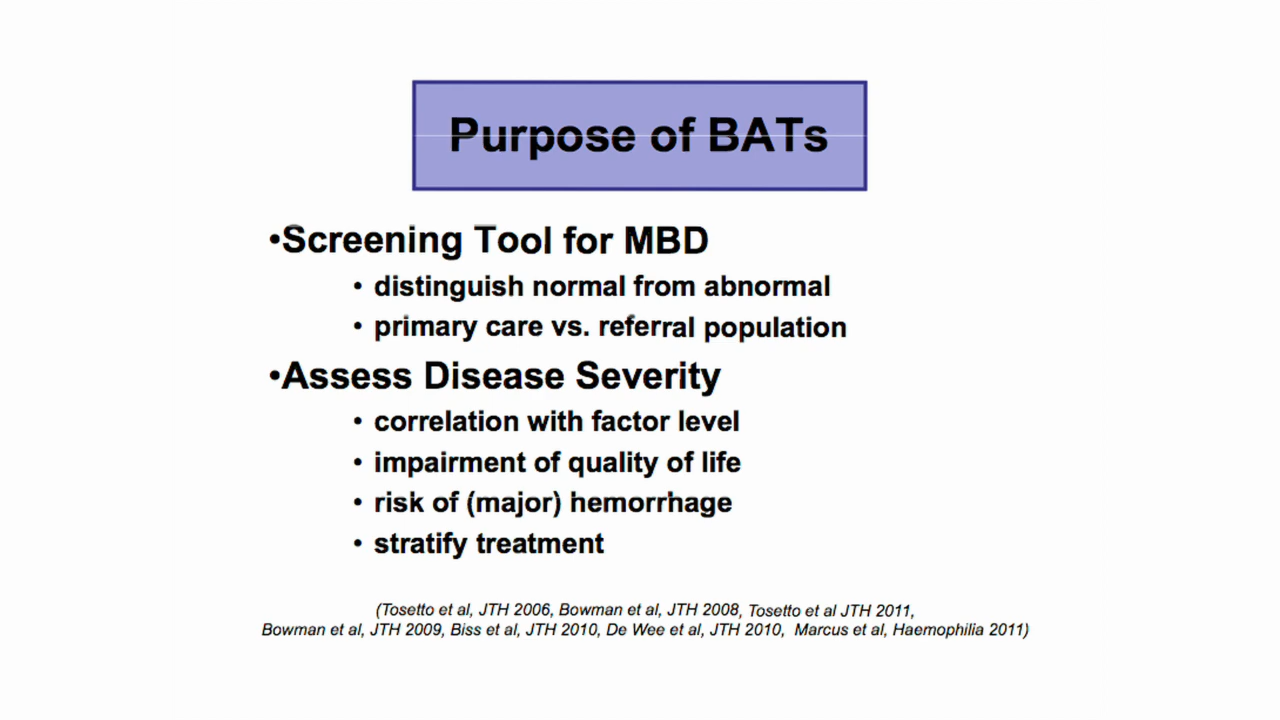 Purpose of BATs
•Screening Tool for MBD
• distinguish normal from abnormal
• primary care vs. referral population
•Assess Disease Severity
• correlation with factor level
• impairment of quality of life
• risk of (major) hemorrhage
• stratify treatment
(Tosetto et al, JTH 2006, Bowman et al, JTH 2008, Tosetto et al JTH 2011,
Bowman et al, JTH 2009, Biss et al, JTH 2010, De Wee et al, JTH 2010, Marcus et al, Haemophilia 2011)